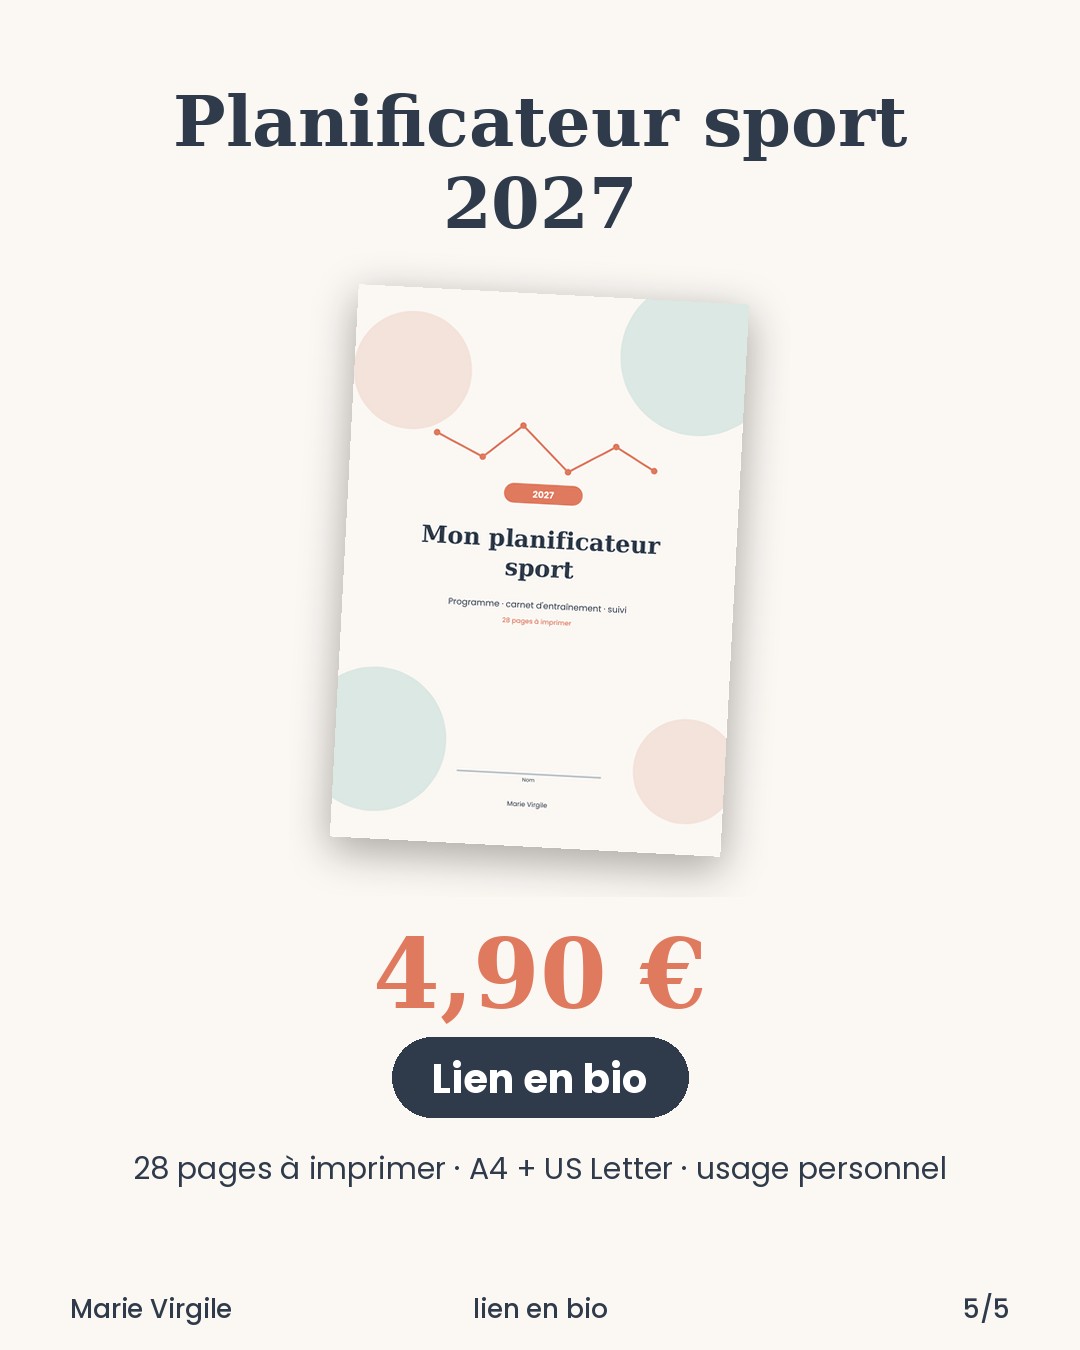 Planificateur sport
2027
2027
Mon planificateur
sport
Programme · carnet d'entraînement · suivi
28 pages à imprimer
Nom
Marie Virgile
4,90 €
Lien en bio
28 pages à imprimer · A4 + US Letter · usage personnel
Marie Virgile
lien en bio
5/5